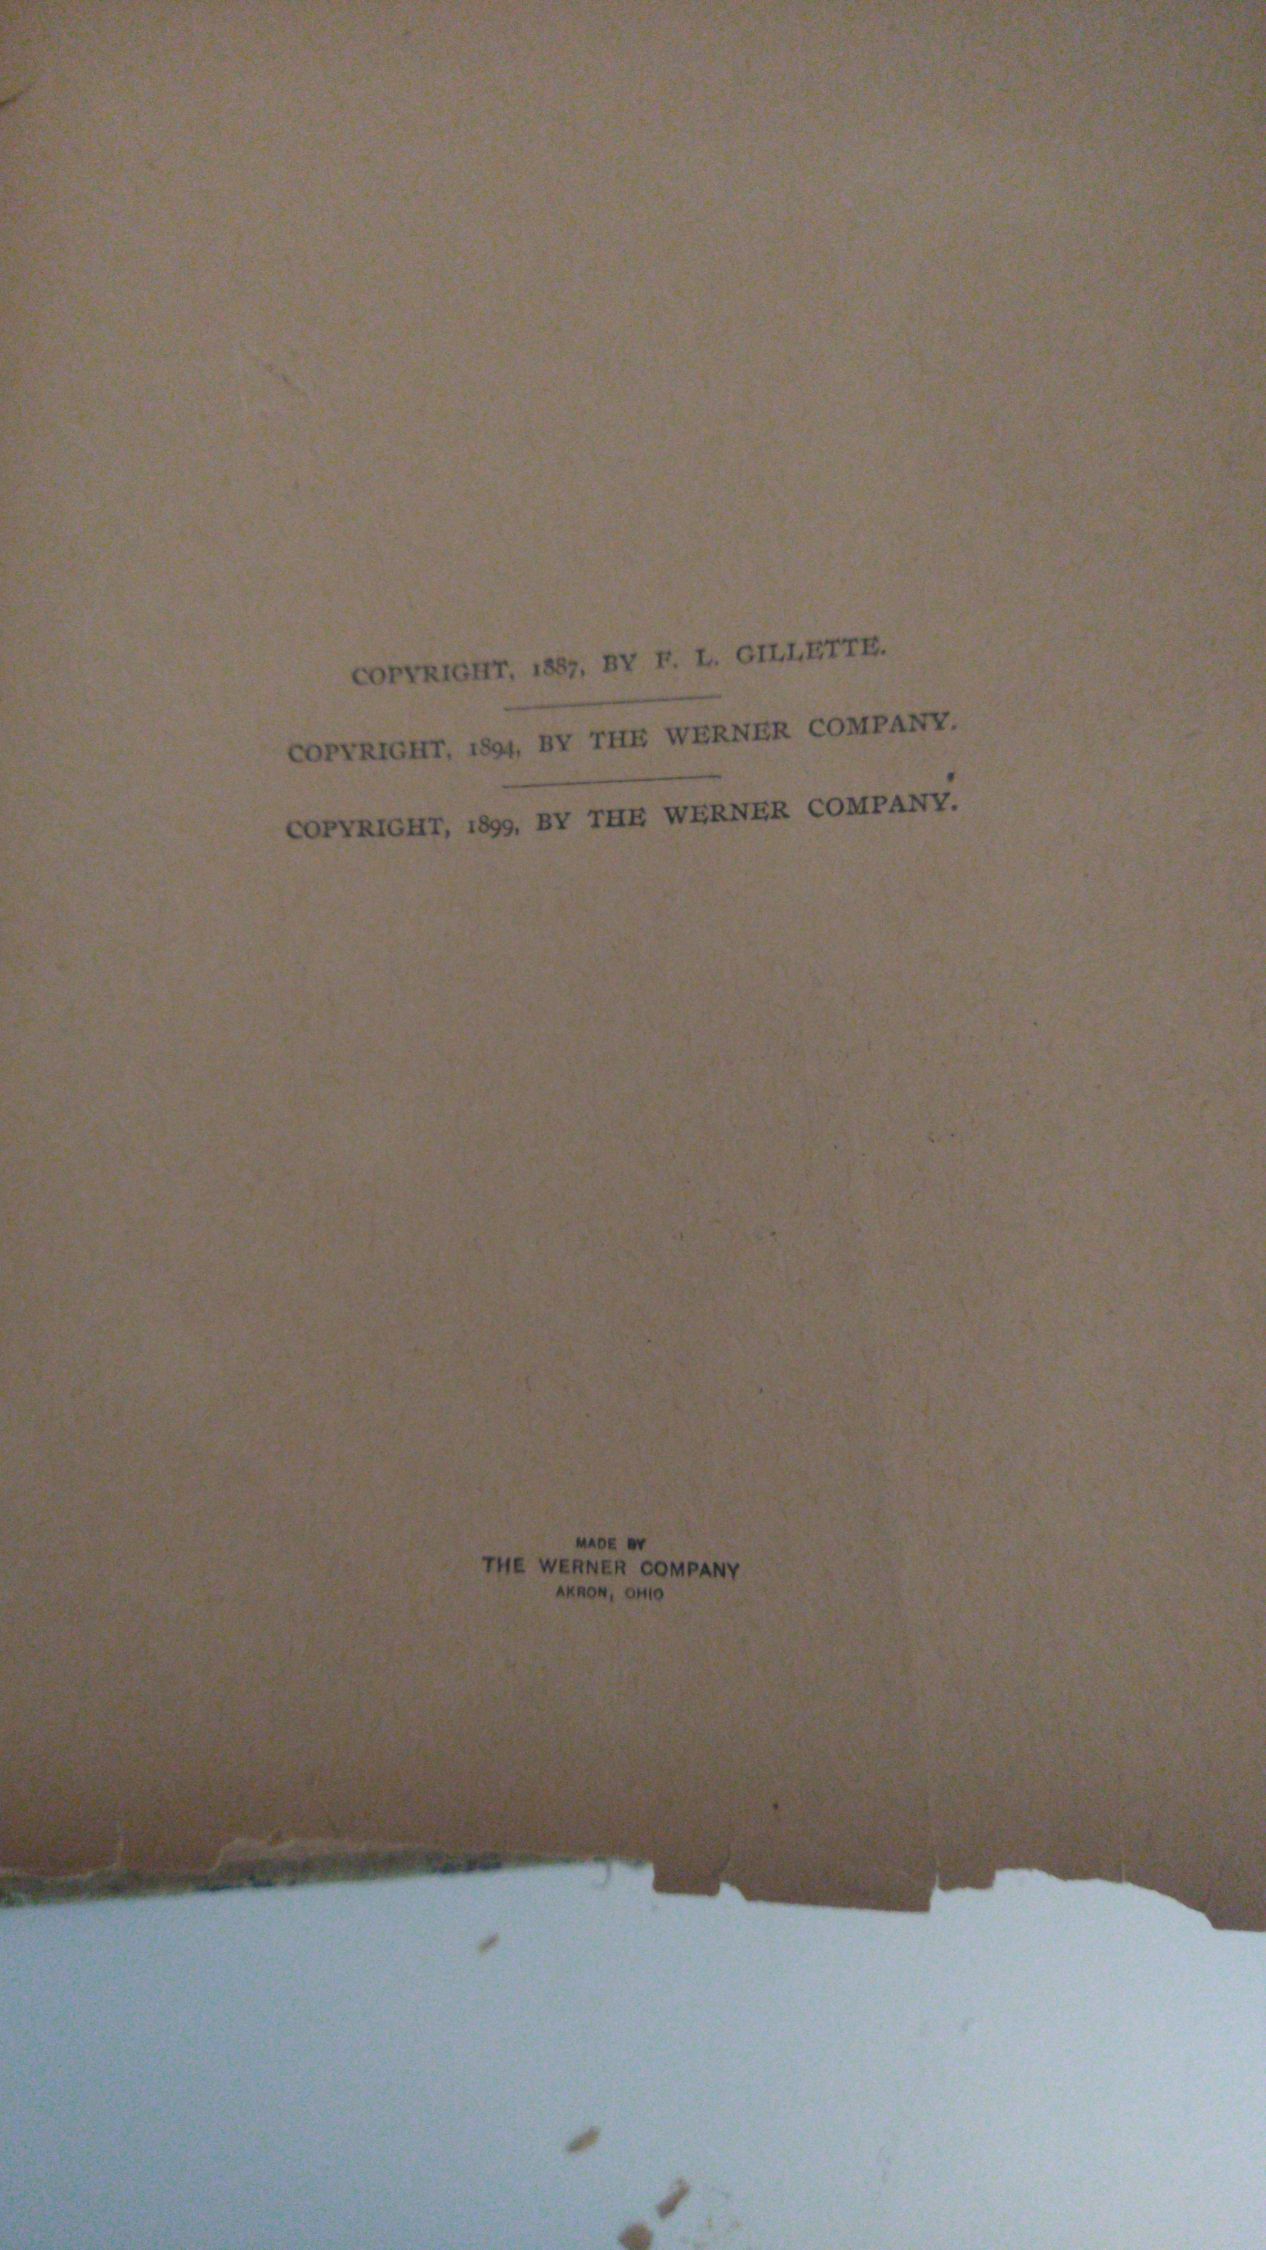 COPYRIGHT, 1887, BY F. L. GILLETTE.
COPYRIGHT, 1894, BY THE WERNER COMPANY.
COPYRIGHT, 1899, BY THE WERNER COMPANY.
MADE BY
THE WERNER COMPANY
AKRON, OHIO